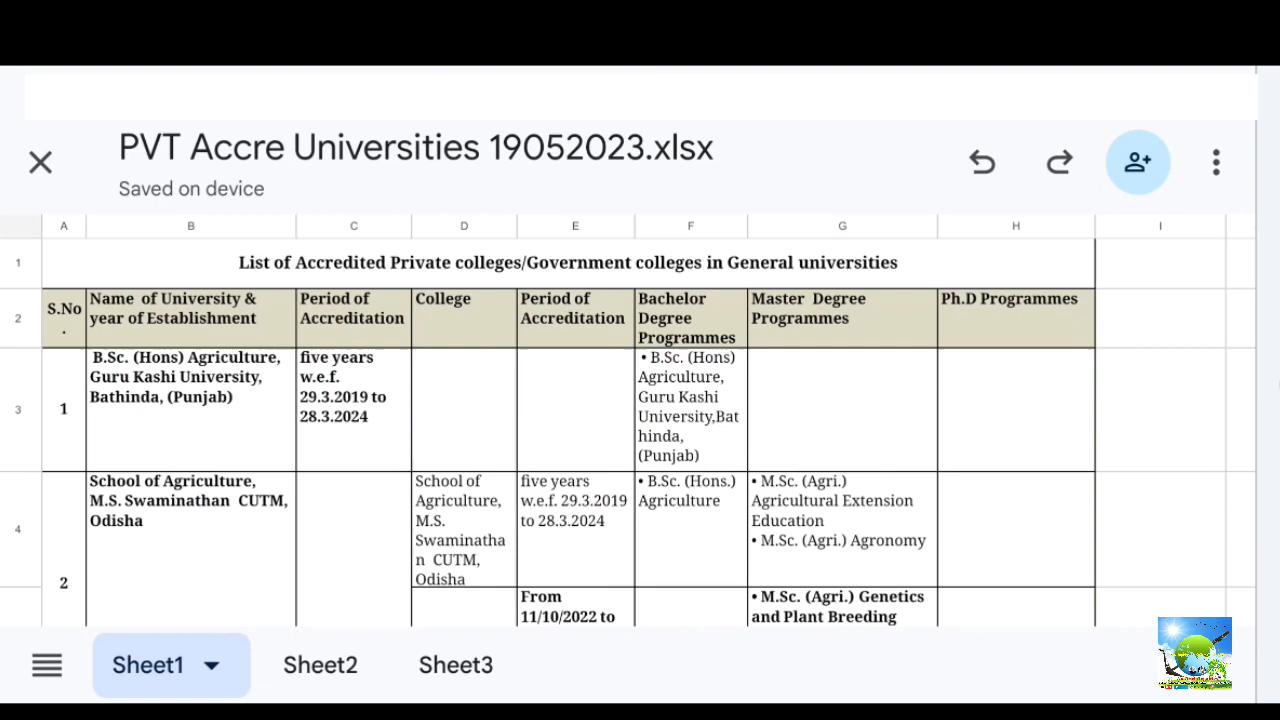 PVT Accre Universities 19052023.xlsx
Saved on device
A B C D E F G H I
1
List of Accredited Private colleges/Government colleges in General universities
2
S.No
.
Name of University &
year of Establishment
Period of
Accreditation
College
Period of
Accreditation
Bachelor
Degree
Programmes
Master Degree
Programmes
Ph.D Programmes
3
1
B.Sc. (Hons) Agriculture,
Guru Kashi University,
Bathinda, (Punjab)
five years
w.e.f.
29.3.2019 to
28.3.2024
• B.Sc. (Hons)
Agriculture,
Guru Kashi
University,Bat
hinda,
(Punjab)
4
2
School of Agriculture,
M.S. Swaminathan CUTM,
Odisha
School of
Agriculture,
M.S.
Swaminatha
n CUTM,
Odisha
five years
w.e.f. 29.3.2019
to 28.3.2024
• B.Sc. (Hons.)
Agriculture
• M.Sc. (Agri.)
Agricultural Extension
Education
• M.Sc. (Agri.) Agronomy
From
11/10/2022 to
• M.Sc. (Agri.) Genetics
and Plant Breeding
Sheet1 Sheet2 Sheet3